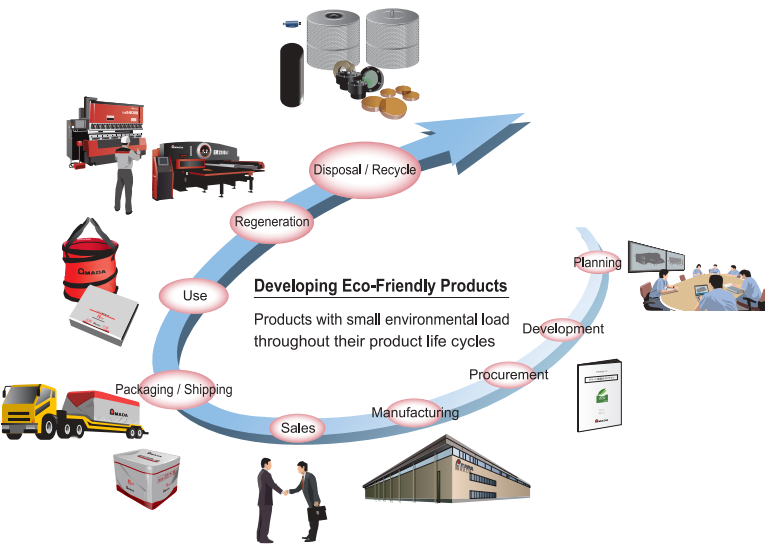 Disposal / Recycle
Regeneration
Use
Packaging / Shipping
Sales
Manufacturing
Procurement
Development
Planning
Developing Eco-Friendly Products
Products with small environmental load
throughout their product life cycles
AMADA
AMADA
AMADA
AMADA